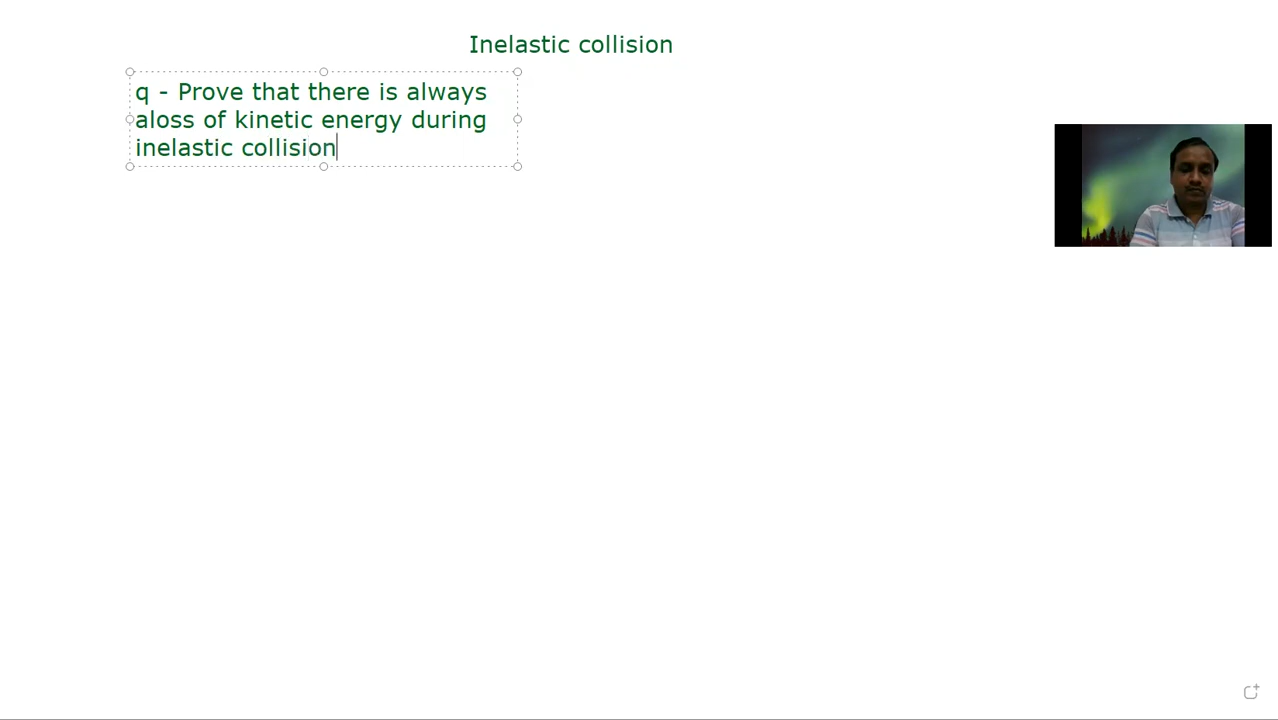 Inelastic collision
q - Prove that there is always
aloss of kinetic energy during
inelastic collision